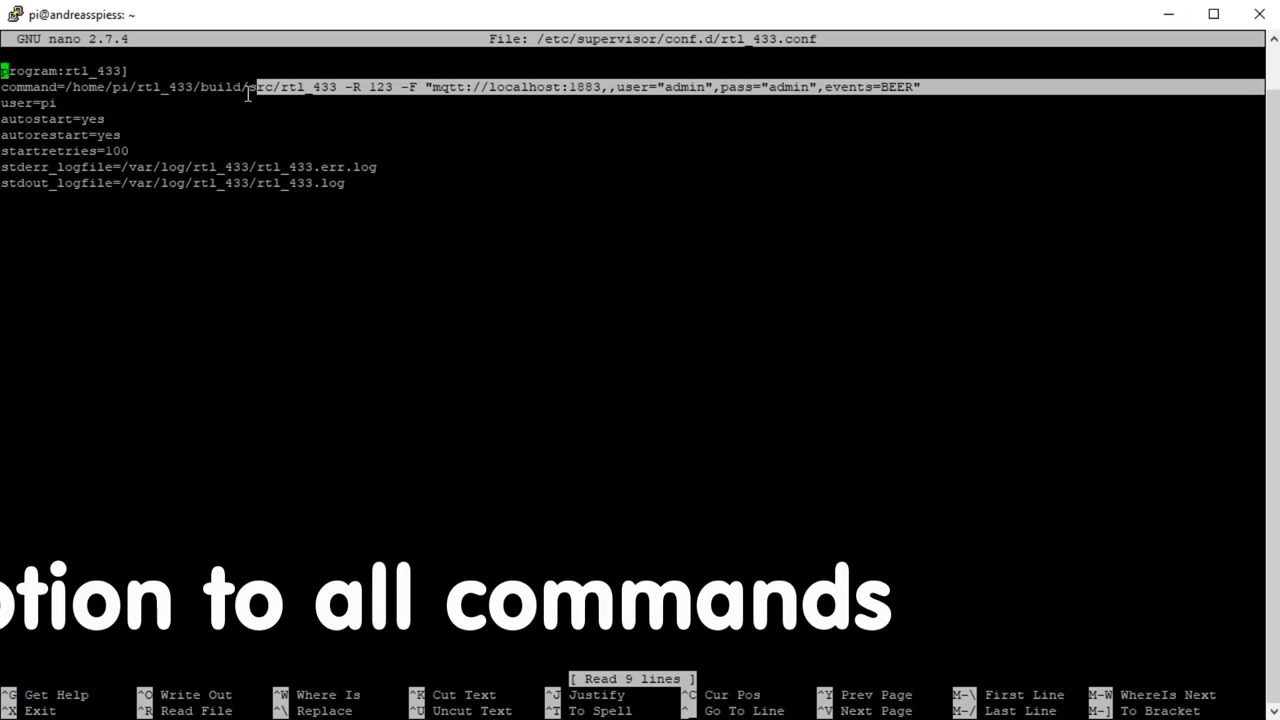 pi@andreasspiess: ~
GNU nano 2.7.4 File: /etc/supervisor/conf.d/rtl_433.conf
program:rtl_433]
command=/home/pi/rtl_433/build/src/rtl_433 -R 123 -F "mqtt://localhost:1883,,user="admin",pass="admin",events=BEER"
user=pi
autostart=yes
autorestart=yes
startretries=100
stderr_logfile=/var/log/rtl_433/rtl_433.err.log
stdout_logfile=/var/log/rtl_433/rtl_433.log
to all commands
[ Read 9 lines ]
^G Get Help ^O Write Out ^W Where Is ^K Cut Text ^J Justify ^C Cur Pos ^Y Prev Page M-\ First Line M-W WhereIs Next
^X Exit ^R Read File ^\ Replace ^U Uncut Text ^T To Spell ^_ Go To Line ^V Next Page M-/ Last Line M-] To Bracket